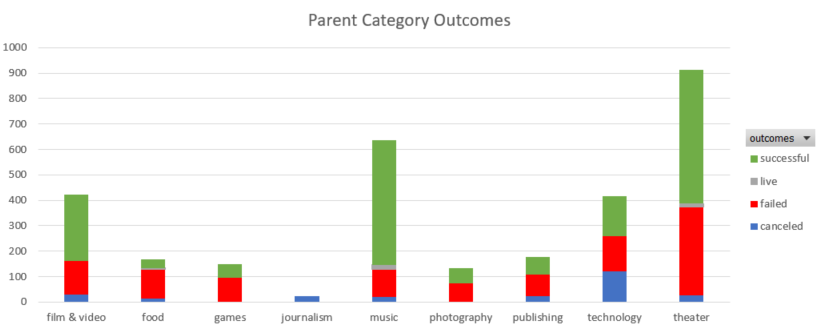 Parent Category Outcomes
1000
900
800
700
600
500
400
300
200
100
0
film & video food games journalism music photography publishing technology theater
outcomes
successful
live
failed
canceled